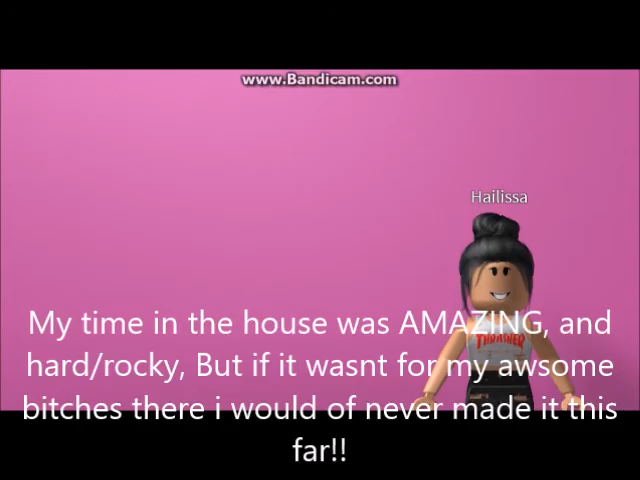 www.Bandicam.com
Hailissa
THRASHER
My time in the house was AMAZING, and
hard/rocky, But if it wasnt for my awsome
bitches there i would of never made it this
far!!